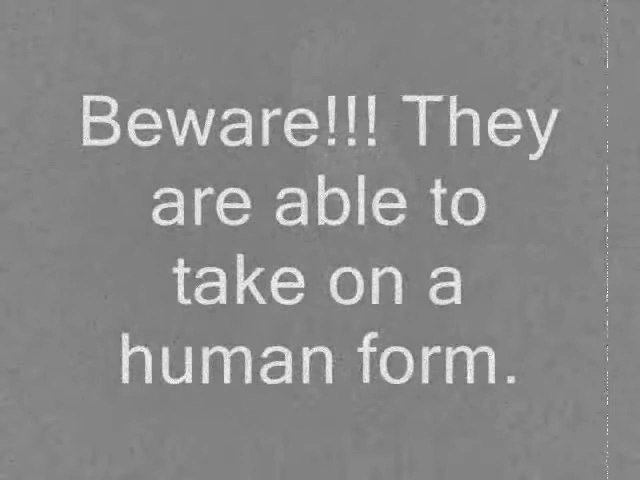 Beware!!! They
are able to
take on a
human form.